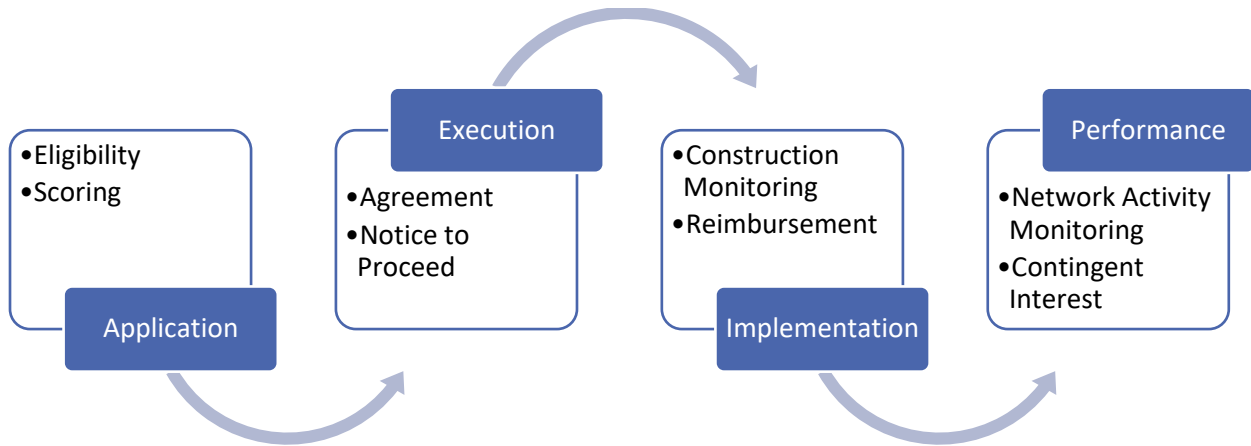 •Eligibility
•Scoring
Application
Execution
•Agreement
•Notice to
Proceed
•Construction
Monitoring
•Reimbursement
Implementation
Performance
•Network Activity
Monitoring
•Contingent
Interest